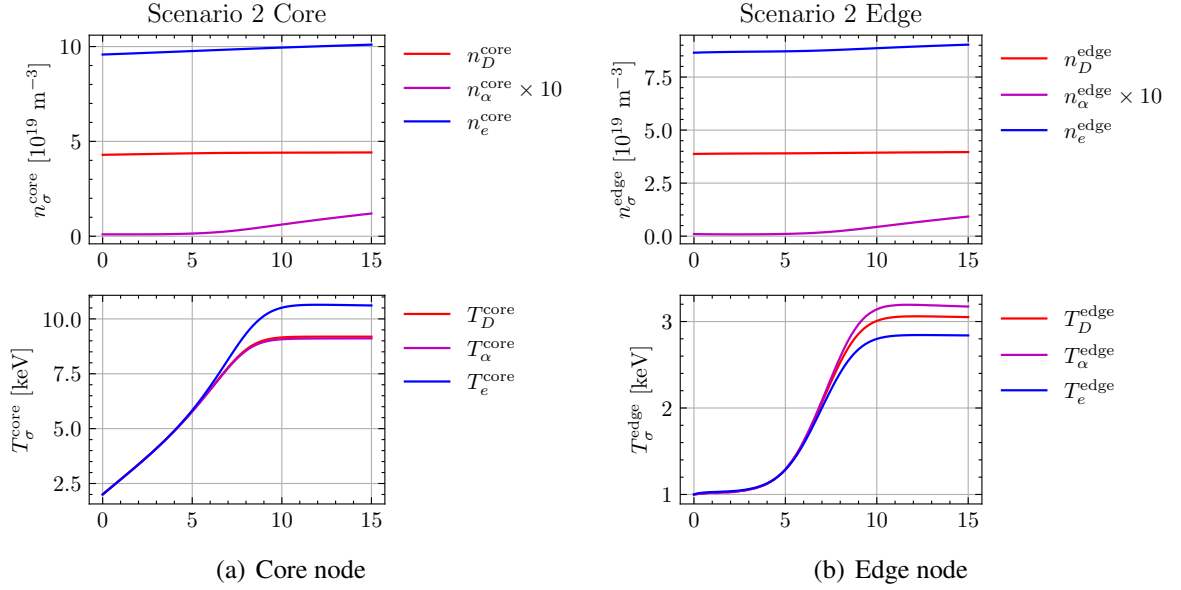 Scenario 2 Core
n_σ^core [10^19 m^−3]
10
5
0
0 5 10 15
n_D^core
n_α^core × 10
n_e^core
T_σ^core [keV]
10.0
7.5
5.0
2.5
0 5 10 15
T_D^core
T_α^core
T_e^core
(a) Core node
Scenario 2 Edge
n_σ^edge [10^19 m^−3]
7.5
5.0
2.5
0.0
0 5 10 15
n_D^edge
n_α^edge × 10
n_e^edge
T_σ^edge [keV]
3
2
1
0 5 10 15
T_D^edge
T_α^edge
T_e^edge
(b) Edge node